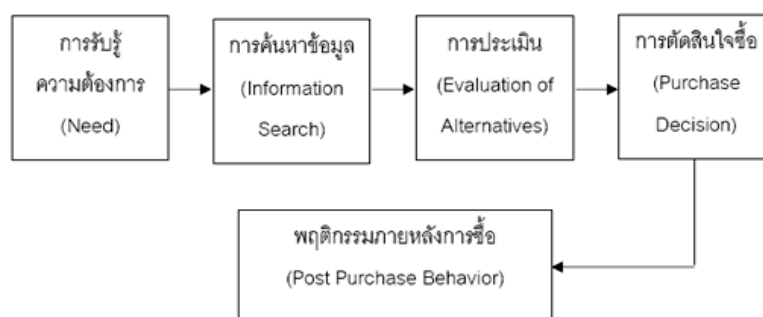 การรับรู้
ความต้องการ
(Need)
การค้นหาข้อมูล
(Information
Search)
การประเมิน
(Evaluation of
Alternatives)
การตัดสินใจซื้อ
(Purchase
Decision)
พฤติกรรมภายหลังการซื้อ
(Post Purchase Behavior)